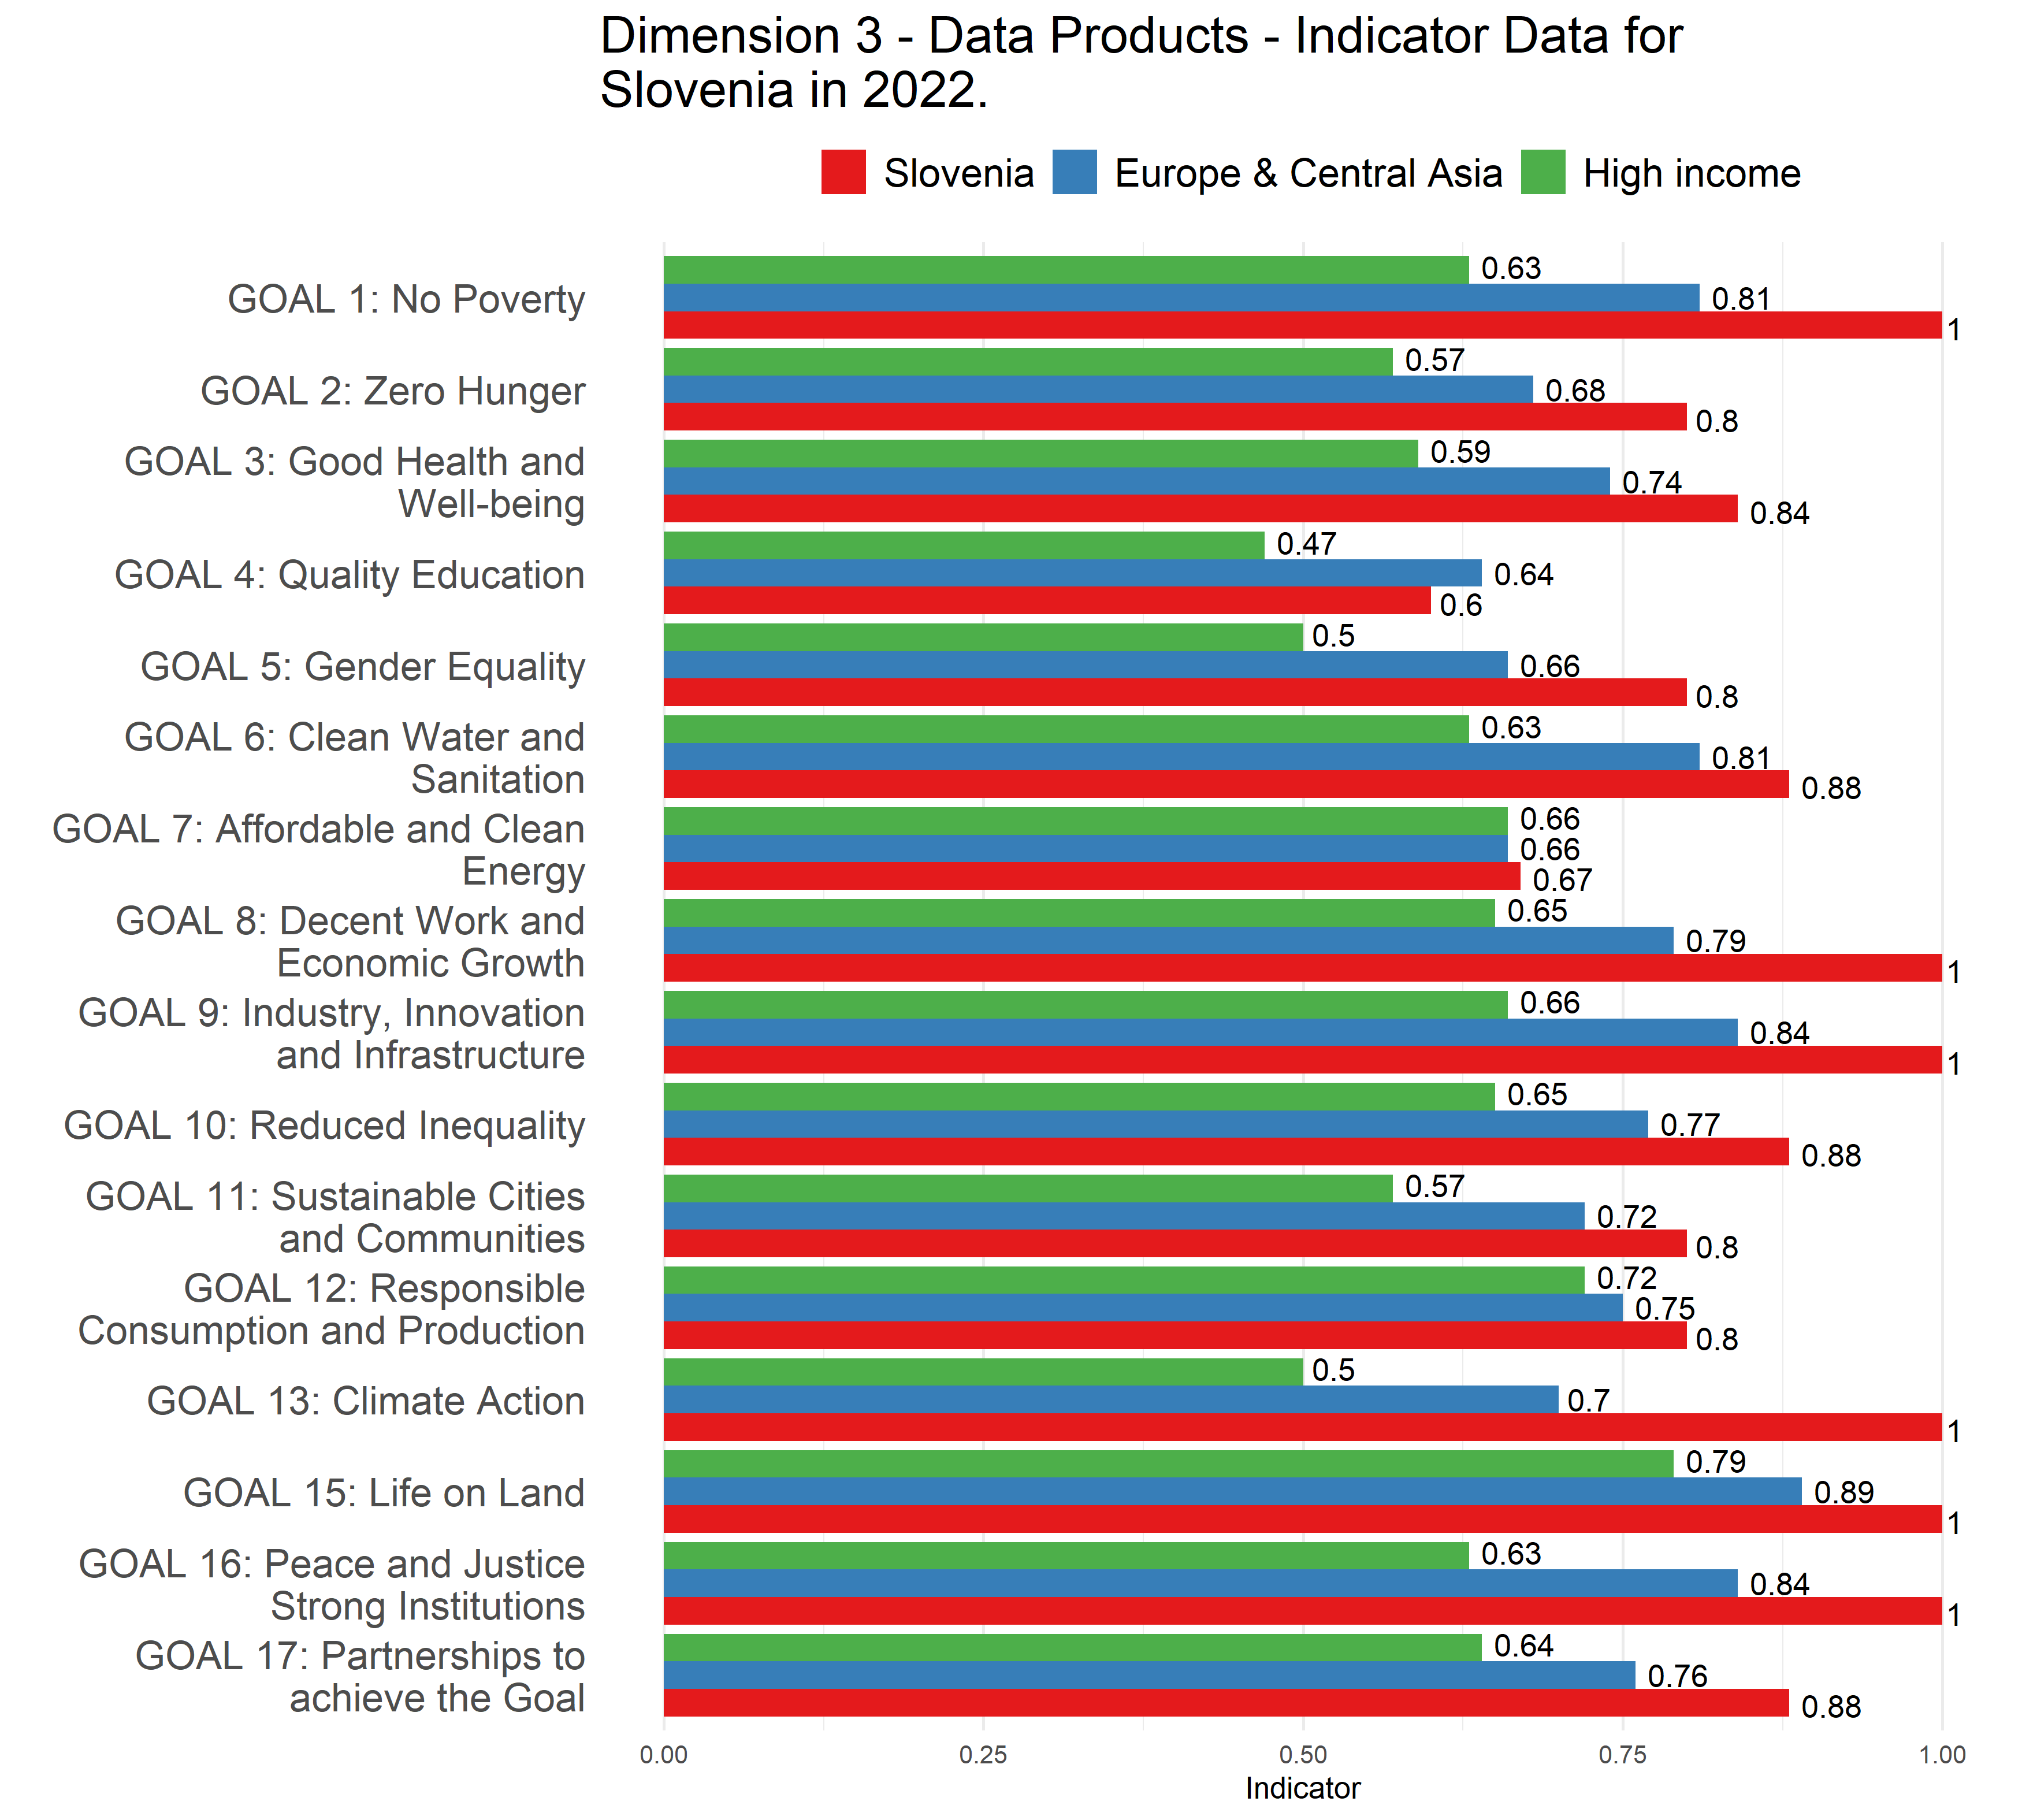 Dimension 3 - Data Products - Indicator Data for
Slovenia in 2022.
Slovenia Europe & Central Asia High income
GOAL 1: No Poverty
0.63
0.81
1
GOAL 2: Zero Hunger
0.57
0.68
0.8
GOAL 3: Good Health and
Well-being
0.59
0.74
0.84
GOAL 4: Quality Education
0.47
0.64
0.6
GOAL 5: Gender Equality
0.5
0.66
0.8
GOAL 6: Clean Water and
Sanitation
0.63
0.81
0.88
GOAL 7: Affordable and Clean
Energy
0.66
0.66
0.67
GOAL 8: Decent Work and
Economic Growth
0.65
0.79
1
GOAL 9: Industry, Innovation
and Infrastructure
0.66
0.84
1
GOAL 10: Reduced Inequality
0.65
0.77
0.88
GOAL 11: Sustainable Cities
and Communities
0.57
0.72
0.8
GOAL 12: Responsible
Consumption and Production
0.72
0.75
0.8
GOAL 13: Climate Action
0.5
0.7
1
GOAL 15: Life on Land
0.79
0.89
1
GOAL 16: Peace and Justice
Strong Institutions
0.63
0.84
1
GOAL 17: Partnerships to
achieve the Goal
0.64
0.76
0.88
0.00 0.25 0.50 0.75 1.00
Indicator